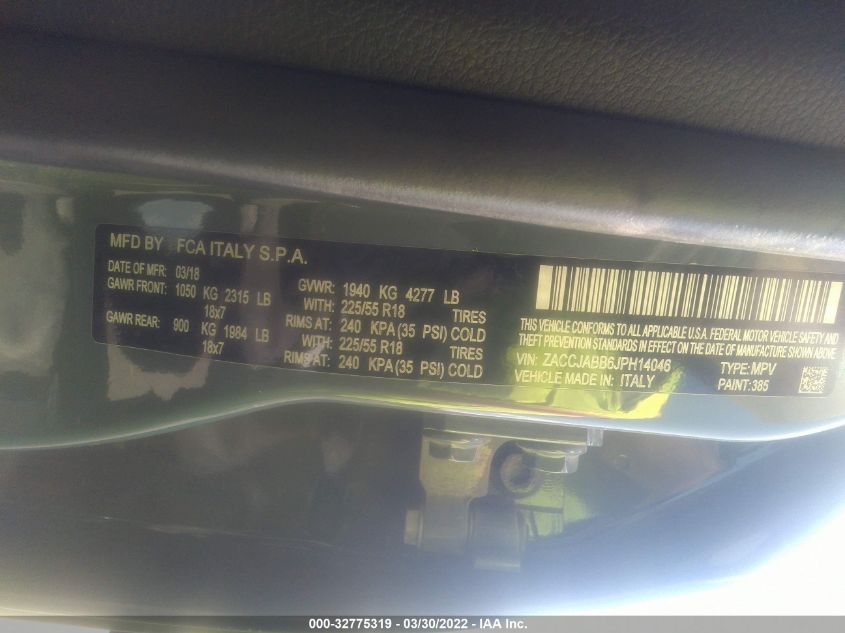 MFD BY FCA ITALY S.P.A.
DATE OF MFR: 03/18
GAWR FRONT: 1050 KG 2315 LB
18x7
GAWR REAR: 900 KG 1984 LB
18x7
GVWR: 1940 KG 4277 LB
WITH: 225/55 R18 TIRES
RIMS AT: 240 KPA (35 PSI) COLD
WITH: 225/55 R18 TIRES
RIMS AT: 240 KPA (35 PSI) COLD
THIS VEHICLE CONFORMS TO ALL APPLICABLE U.S.A. FEDERAL MOTOR VEHICLE SAFETY AND
THEFT PREVENTION STANDARDS IN EFFECT ON THE DATE OF MANUFACTURE SHOWN ABOVE.
VIN: ZACCJABB6JPH14046 TYPE: MPV
VEHICLE MADE IN: ITALY PAINT: 385
000-32775319 - 03/30/2022 - IAA Inc.